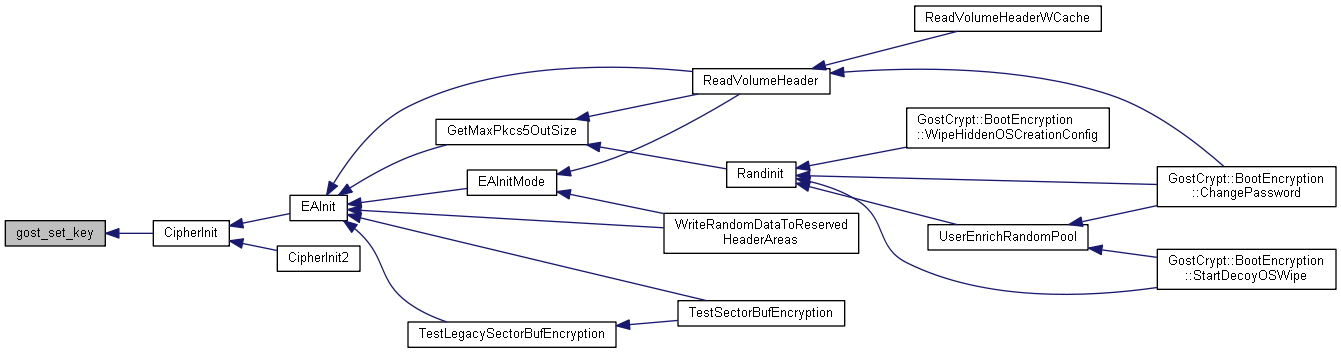 ReadVolumeHeaderWCache
ReadVolumeHeader
GostCrypt::BootEncryption
::WipeHiddenOSCreationConfig
GetMaxPkcs5OutSize
Randinit
GostCrypt::BootEncryption
::ChangePassword
EAInitMode
EAInit
gost_set_key
CipherInit
WriteRandomDataToReserved
HeaderAreas
UserEnrichRandomPool
CipherInit2
GostCrypt::BootEncryption
::StartDecoyOSWipe
TestSectorBufEncryption
TestLegacySectorBufEncryption